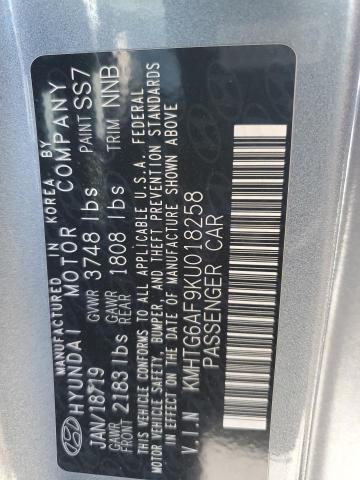 MANUFACTURED IN KOREA BY
HYUNDAI MOTOR COMPANY
JAN/18/19 GVWR 3748 lbs PAINT SS7
GAWR FRONT 2183 lbs GAWR REAR 1808 lbs TRIM NNB
THIS VEHICLE CONFORMS TO ALL APPLICABLE U.S.A. FEDERAL
MOTOR VEHICLE SAFETY, BUMPER, AND THEFT PREVENTION STANDARDS
IN EFFECT ON THE DATE OF MANUFACTURE SHOWN ABOVE
V.I.N KMHTG6AF9KU018258
PASSENGER CAR